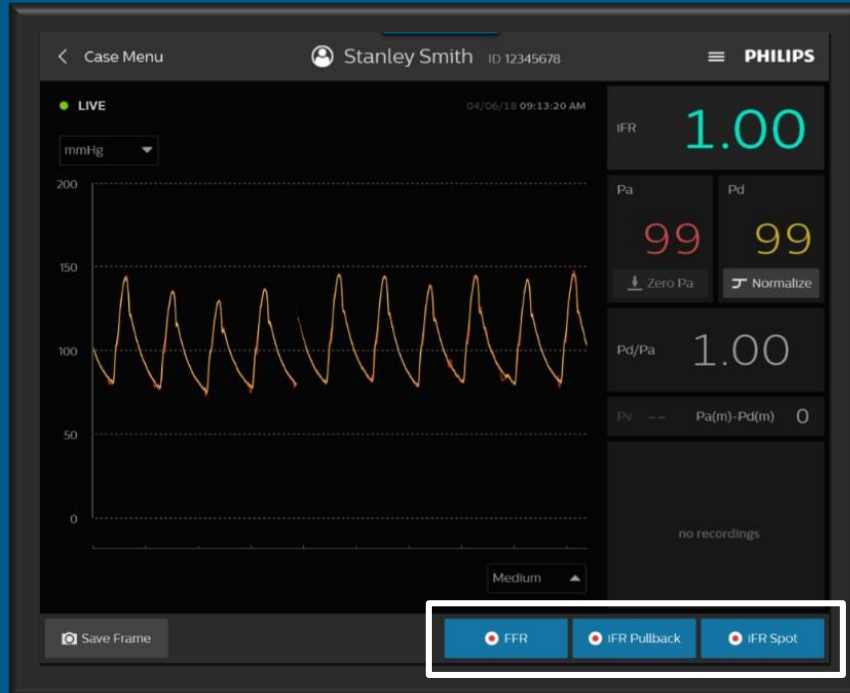 Case Menu
Stanley Smith ID 12345678
PHILIPS
LIVE
04/06/18 09:13:20 AM
mmHg
200
150
100
50
0
Medium
iFR
1.00
Pa
99
Zero Pa
Pd
99
Normalize
Pd/Pa
1.00
Pv -- Pa(m)-Pd(m) 0
no recordings
Save Frame
FFR
iFR Pullback
iFR Spot